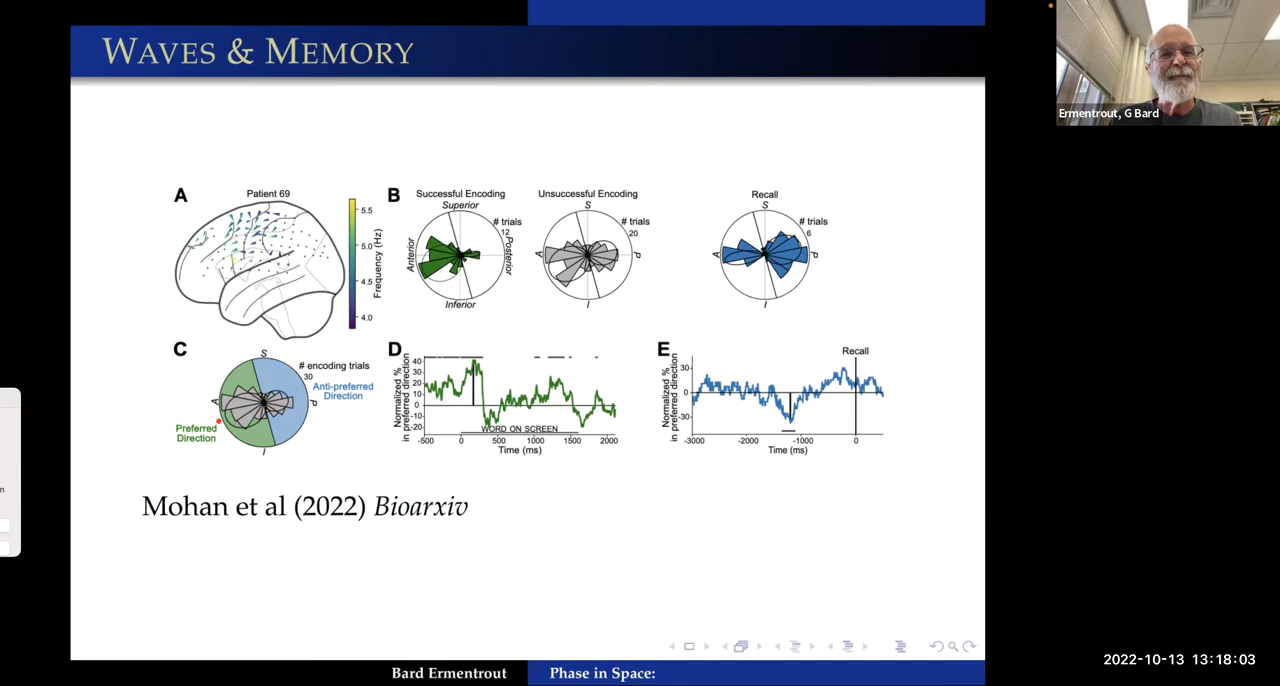 WAVES & MEMORY
Ermentrout, G Bard
A
Patient 69
5.5
5.0
4.5
4.0
Frequency (Hz)
B
Successful Encoding
Superior
# trials
12
Anterior
Posterior
Inferior
Unsuccessful Encoding
S
# trials
20
A
P
I
Recall
S
# trials
6
A
P
I
C
S
# encoding trials
30
Anti-preferred
Direction
A
P
Preferred
Direction
I
D
Normalized %
in preferred direction
40
30
20
10
0
-10
-20
WORD ON SCREEN
-500
0
500
1000
1500
2000
Time (ms)
E
Recall
Normalized %
in preferred direction
30
0
-30
-3000
-2000
-1000
0
Time (ms)
Mohan et al (2022) Bioarxiv
Bard Ermentrout
Phase in Space:
2022-10-13 13:18:03